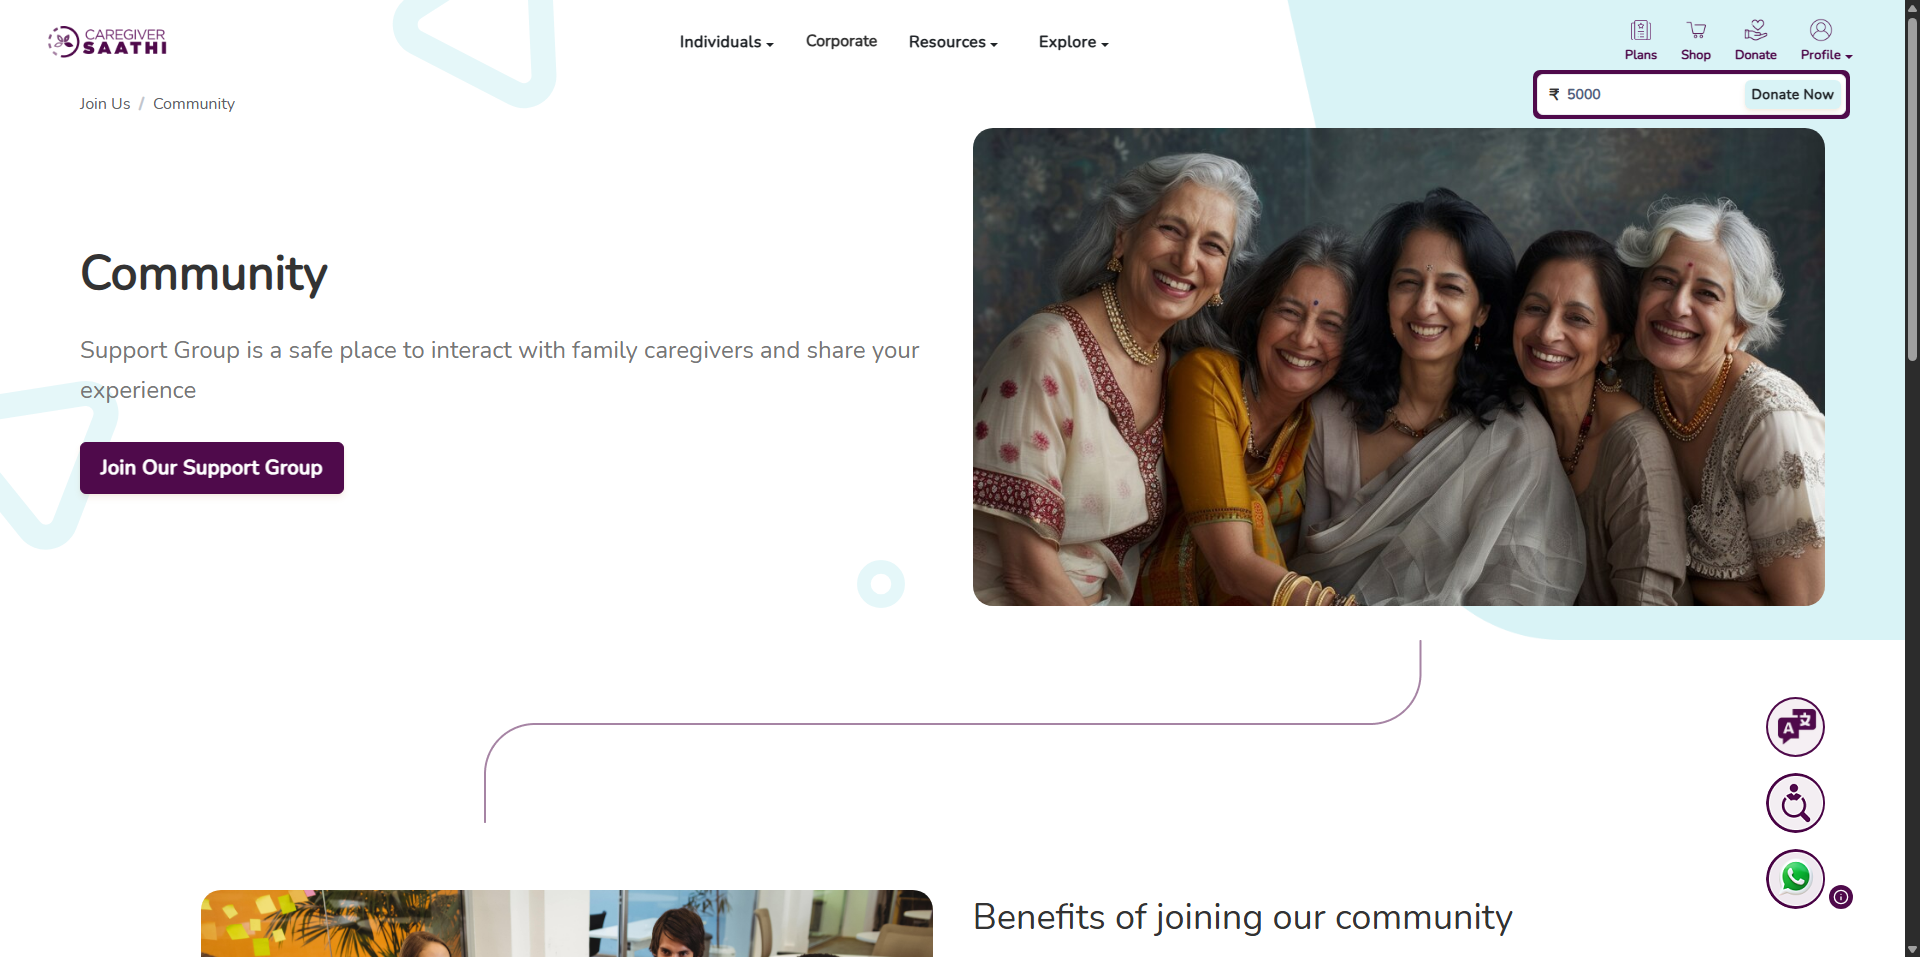 CAREGIVER
SAATHI
Individuals
Corporate
Resources
Explore
Plans
Shop
Donate
Profile
₹ 5000
Donate Now
Join Us / Community
Community
Support Group is a safe place to interact with family caregivers and share your
experience
Join Our Support Group
A 文
Benefits of joining our community